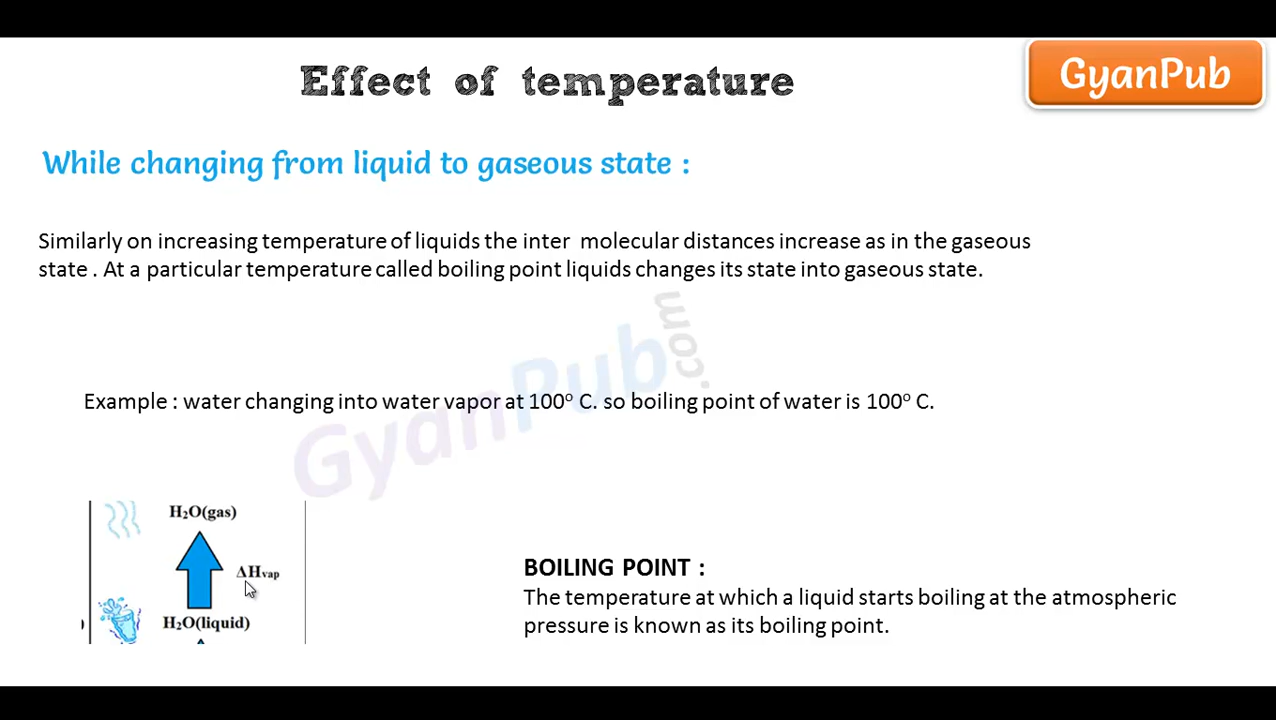 Effect of temperature
GyanPub
While changing from liquid to gaseous state :
Similarly on increasing temperature of liquids the inter molecular distances increase as in the gaseous
state . At a particular temperature called boiling point liquids changes its state into gaseous state.
GyanPub.com
Example : water changing into water vapor at 100° C. so boiling point of water is 100° C.
H₂O(gas)
ΔHvap
H₂O(liquid)
BOILING POINT :
The temperature at which a liquid starts boiling at the atmospheric
pressure is known as its boiling point.